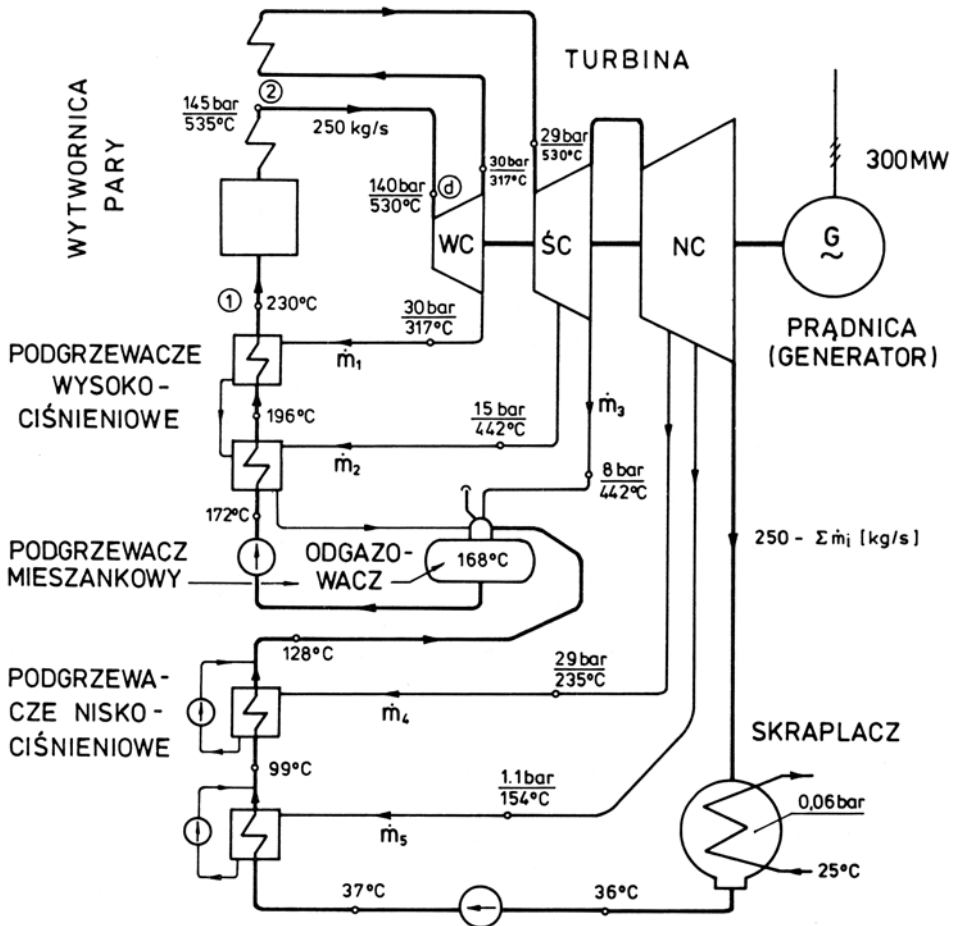 TURBINA
WYTWORNICA
PARY
145 bar
535°C
②
250 kg/s
29 bar
530°C
300MW
30 bar
317°C
140 bar
530°C
ⓓ
WC
ŚC
NC
G
~
① 230°C
30 bar
317°C
ṁ₁
PRĄDNICA
(GENERATOR)
PODGRZEWACZE
WYSOKO-
CIŚNIENIOWE
196°C
15 bar
442°C
ṁ₂
ṁ₃
8 bar
442°C
172°C
PODGRZEWACZ
MIESZANKOWY
ODGAZO-
WACZ
168°C
250 - Σṁi [kg/s]
128°C
PODGRZEWA-
CZE NISKO-
CIŚNIENIOWE
29 bar
235°C
ṁ₄
SKRAPLACZ
99°C
1.1 bar
154°C
ṁ₅
0,06 bar
25°C
37°C
36°C